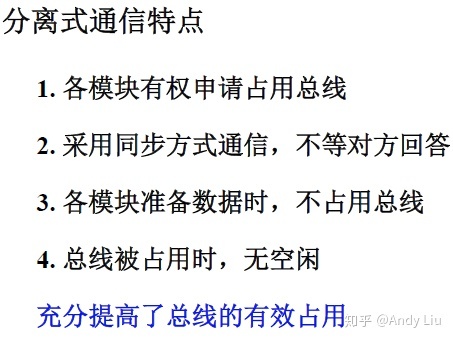 分离式通信特点
1. 各模块有权申请占用总线
2. 采用同步方式通信，不等对方回答
3. 各模块准备数据时，不占用总线
4. 总线被占用时，无空闲
充分提高了总线的有效占用
知乎 @Andy Liu